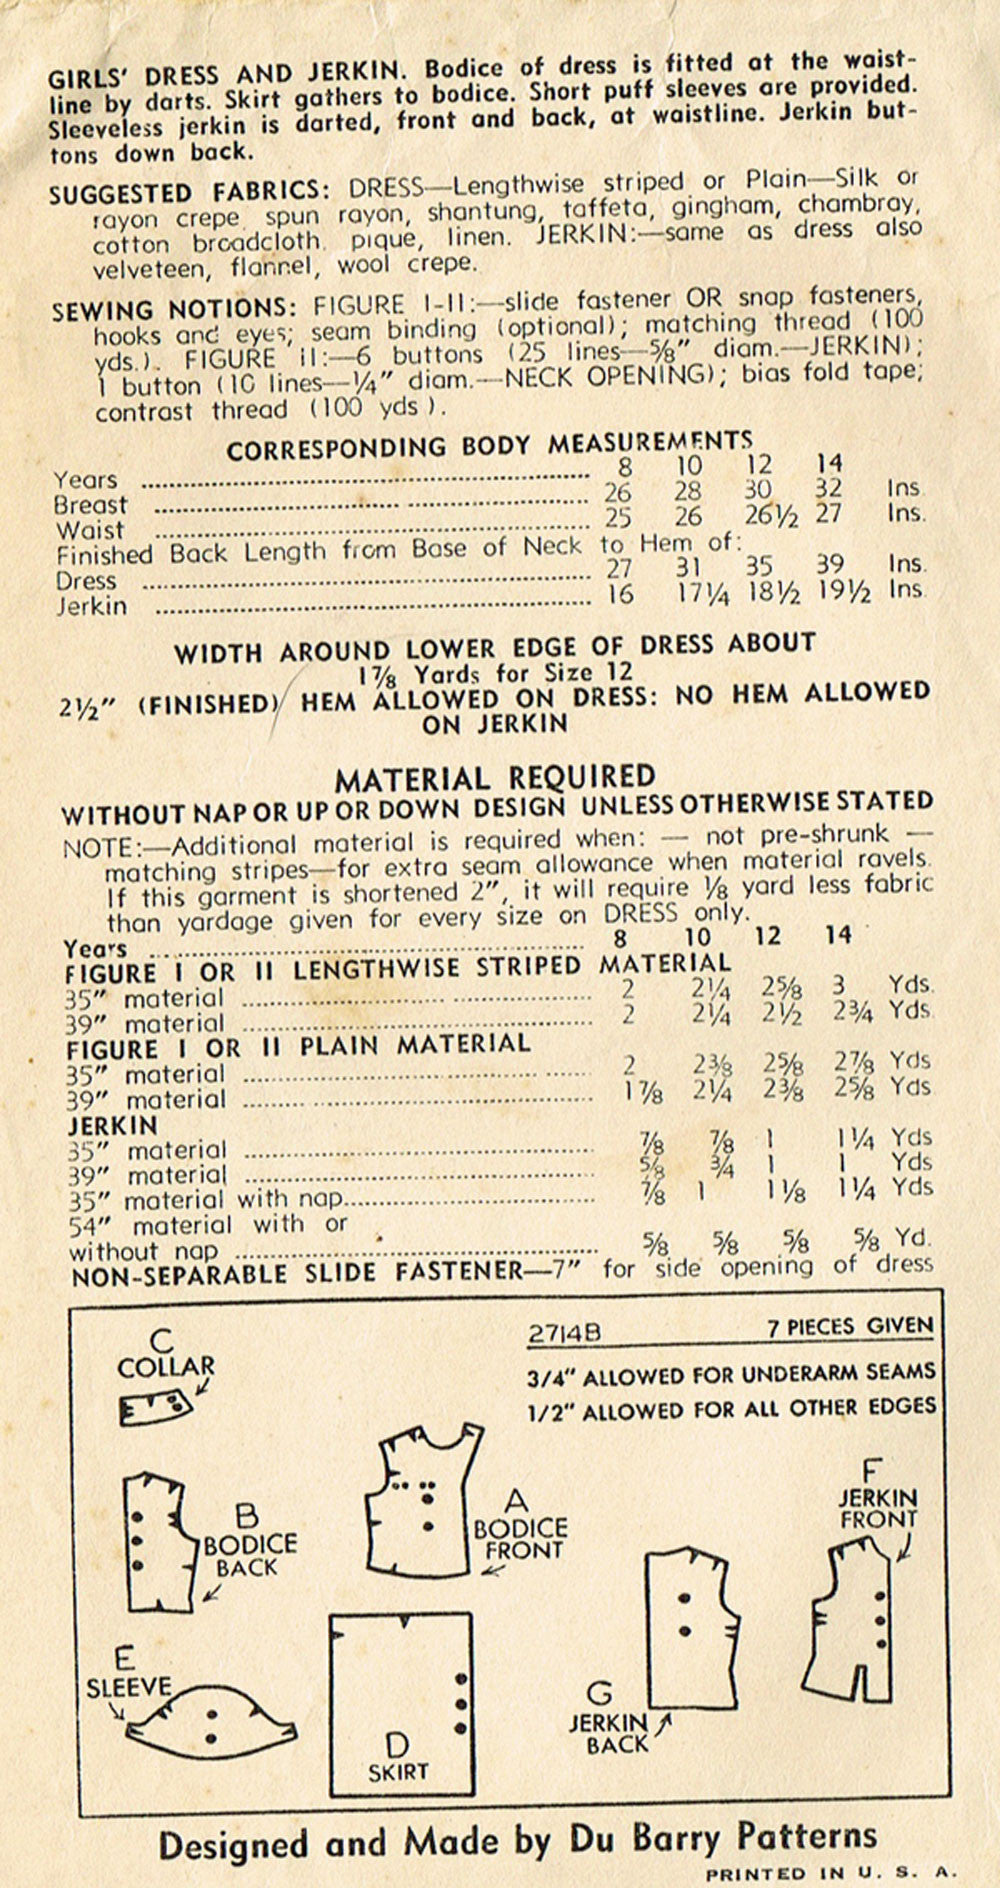 GIRLS' DRESS AND JERKIN. Bodice of dress is fitted at the waist-
line by darts. Skirt gathers to bodice. Short puff sleeves are provided.
Sleeveless jerkin is darted, front and back, at waistline. Jerkin but-
tons down back.
SUGGESTED FABRICS: DRESS—Lengthwise striped or Plain—Silk or
rayon crepe, spun rayon, shantung, taffeta, gingham, chambray,
cotton broadcloth, pique, linen. JERKIN:—same as dress also
velveteen, flannel, wool crepe.
SEWING NOTIONS: FIGURE I-II:—slide fastener OR snap fasteners,
hooks and eyes; seam binding (optional); matching thread (100
yds.). FIGURE II:—6 buttons (25 lines—5/8" diam.—JERKIN);
1 button (10 lines—1/4" diam.—NECK OPENING); bias fold tape;
contrast thread (100 yds).
CORRESPONDING BODY MEASUREMENTS
Years 8 10 12 14
Breast 26 28 30 32 Ins
Waist 25 26 26½ 27 Ins.
Finished Back Length from Base of Neck to Hem of:
Dress 27 31 35 39 Ins.
Jerkin 16 17¼ 18½ 19½ Ins
WIDTH AROUND LOWER EDGE OF DRESS ABOUT
1⅞ Yards for Size 12
2½" (FINISHED) HEM ALLOWED ON DRESS: NO HEM ALLOWED
ON JERKIN
MATERIAL REQUIRED
WITHOUT NAP OR UP OR DOWN DESIGN UNLESS OTHERWISE STATED
NOTE:—Additional material is required when: — not pre-shrunk —
matching stripes—for extra seam allowance when material ravels.
If this garment is shortened 2", it will require ⅛ yard less fabric
than yardage given for every size on DRESS only.
Years 8 10 12 14
FIGURE I OR II LENGTHWISE STRIPED MATERIAL
35" material 2 2¼ 2⅝ 3 Yds.
39" material 2 2¼ 2½ 2¾ Yds.
FIGURE I OR II PLAIN MATERIAL
35" material 2 2⅜ 2⅝ 2⅞ Yds
39" material 1⅞ 2¼ 2⅜ 2⅝ Yds
JERKIN
35" material ⅞ ⅞ 1 1¼ Yds
39" material ⅝ ¾ 1 1 Yds
35" material with nap ⅞ 1 1⅛ 1¼ Yds
54" material with or
without nap ⅝ ⅝ ⅝ ⅝ Yd.
NON-SEPARABLE SLIDE FASTENER—7" for side opening of dress
2714B 7 PIECES GIVEN
3/4" ALLOWED FOR UNDERARM SEAMS
1/2" ALLOWED FOR ALL OTHER EDGES
C
COLLAR
B
BODICE
BACK
A
BODICE
FRONT
F
JERKIN
FRONT
E
SLEEVE
D
SKIRT
G
JERKIN
BACK
Designed and Made by Du Barry Patterns
PRINTED IN U. S. A.